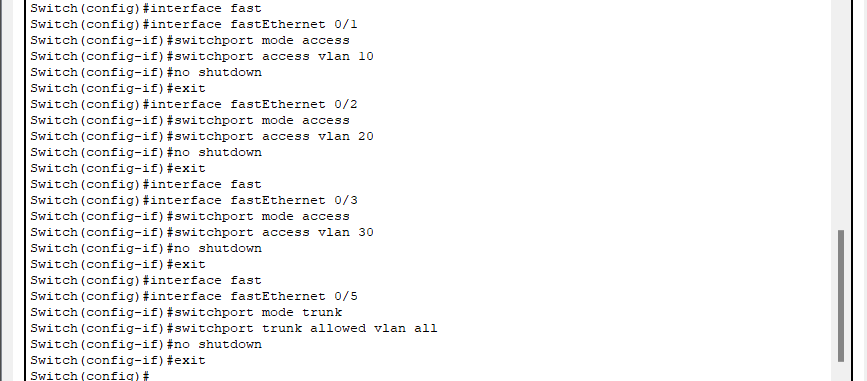 Switch(config)#interface fast
Switch(config)#interface fastEthernet 0/1
Switch(config-if)#switchport mode access
Switch(config-if)#switchport access vlan 10
Switch(config-if)#no shutdown
Switch(config-if)#exit
Switch(config)#interface fastEthernet 0/2
Switch(config-if)#switchport mode access
Switch(config-if)#switchport access vlan 20
Switch(config-if)#no shutdown
Switch(config-if)#exit
Switch(config)#interface fast
Switch(config)#interface fastEthernet 0/3
Switch(config-if)#switchport mode access
Switch(config-if)#switchport access vlan 30
Switch(config-if)#no shutdown
Switch(config-if)#exit
Switch(config)#interface fast
Switch(config)#interface fastEthernet 0/5
Switch(config-if)#switchport mode trunk
Switch(config-if)#switchport trunk allowed vlan all
Switch(config-if)#no shutdown
Switch(config-if)#exit
Switch(config)#